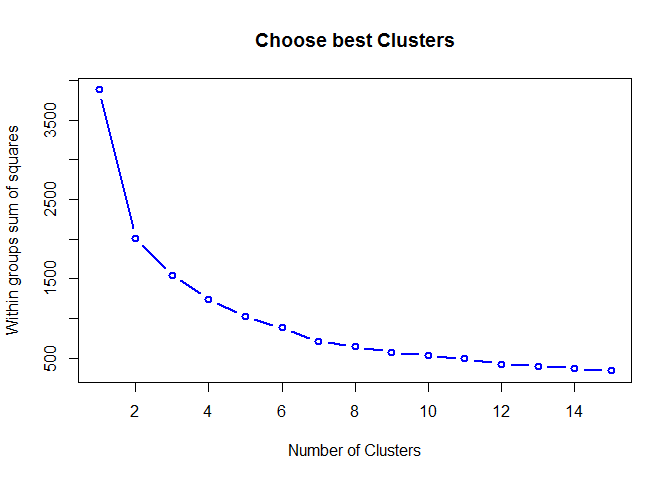 Choose best Clusters
Within groups sum of squares
3500
2500
1500
500
2 4 6 8 10 12 14
Number of Clusters